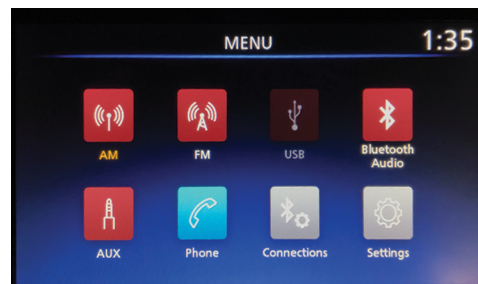 MENU 1:35
AM FM USB Bluetooth
Audio
AUX Phone Connections Settings